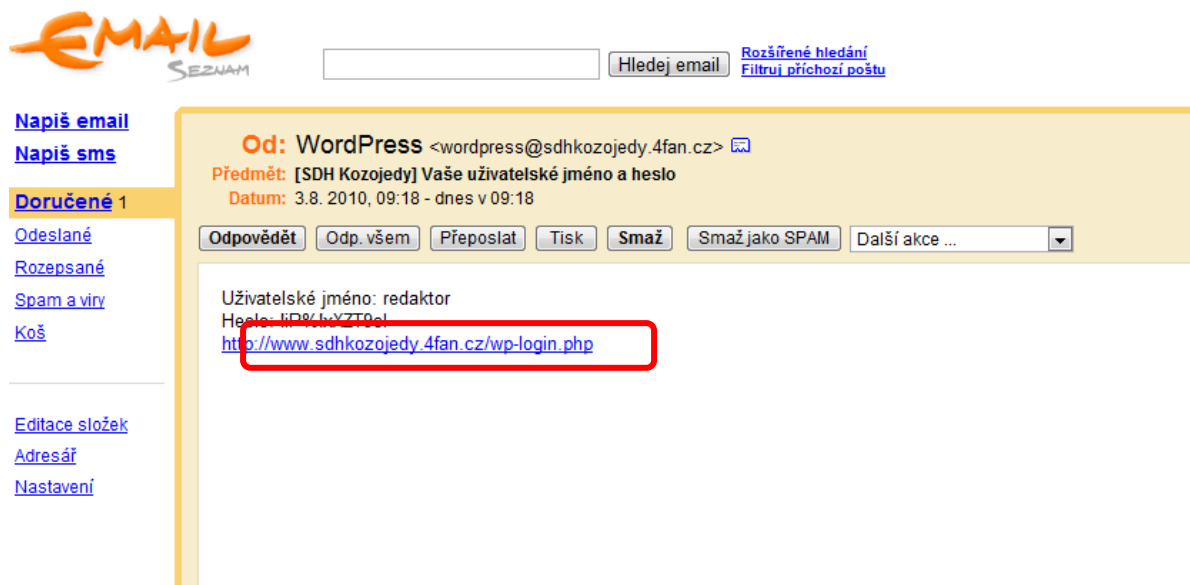 EMAIL
SEZNAM
Hledej email
Rozšířené hledání
Filtruj příchozí poštu
Napiš email
Napiš sms
Doručené 1
Odeslané
Rozepsané
Spam a viry
Koš
Editace složek
Adresář
Nastavení
Od: WordPress <wordpress@sdhkozojedy.4fan.cz>
Předmět: [SDH Kozojedy] Vaše uživatelské jméno a heslo
Datum: 3.8. 2010, 09:18 - dnes v 09:18
Odpovědět Odp. všem Přeposlat Tisk Smaž Smaž jako SPAM Další akce ...
Uživatelské jméno: redaktor
Heslo:
http://www.sdhkozojedy.4fan.cz/wp-login.php